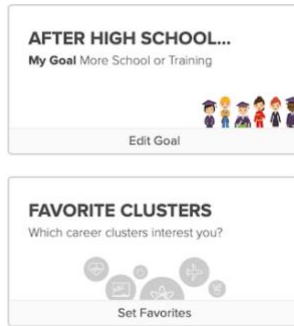 AFTER HIGH SCHOOL...
My Goal More School or Training
Edit Goal
FAVORITE CLUSTERS
Which career clusters interest you?
Set Favorites